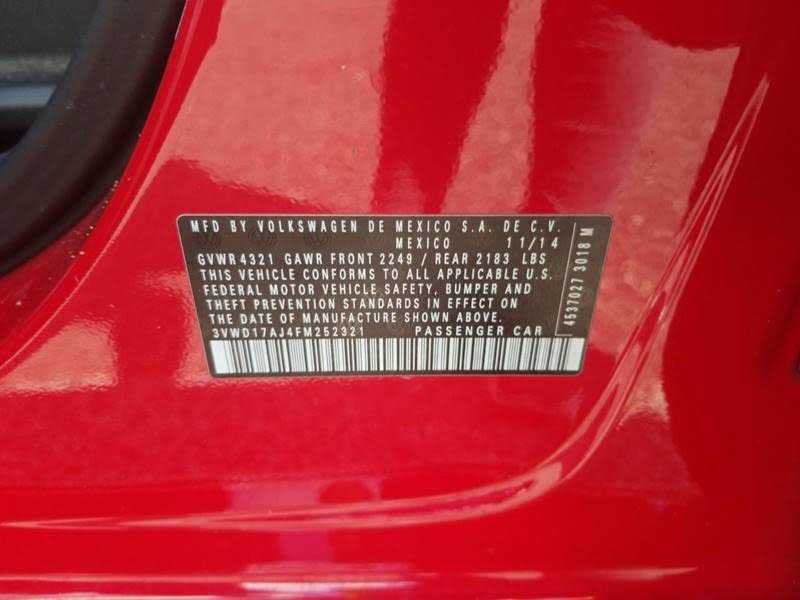 MFD BY VOLKSWAGEN DE MEXICO S.A. DE C.V.
MEXICO 11/14
GVWR 4321 GAWR FRONT 2249 / REAR 2183 LBS
THIS VEHICLE CONFORMS TO ALL APPLICABLE U.S.
FEDERAL MOTOR VEHICLE SAFETY, BUMPER AND
THEFT PREVENTION STANDARDS IN EFFECT ON
THE DATE OF MANUFACTURE SHOWN ABOVE.
3VWD17AJ4FM252321 PASSENGER CAR
4537027 3018 M